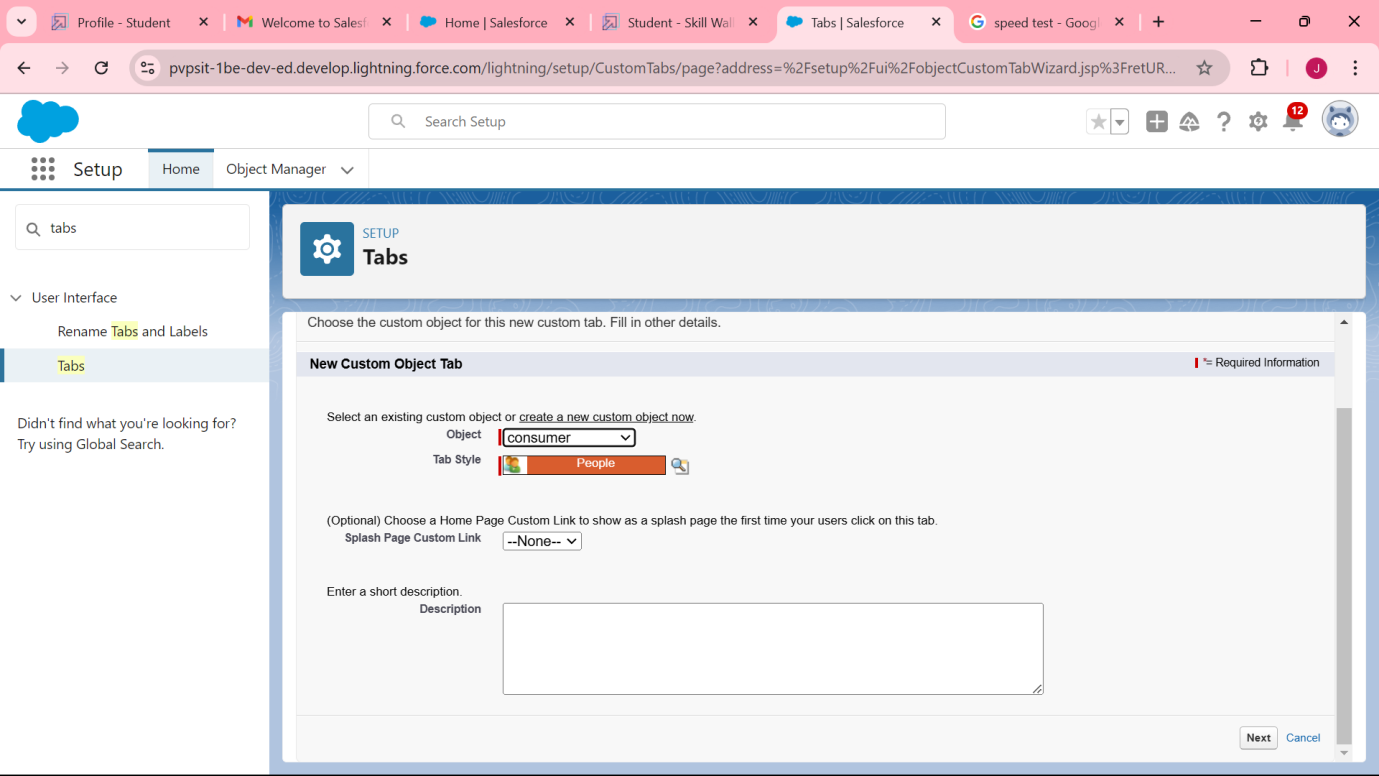 Profile - Student
Welcome to Salesf
Home | Salesforce
Student - Skill Wall
Tabs | Salesforce
speed test - Googl
pvpsit-1be-dev-ed.develop.lightning.force.com/lightning/setup/CustomTabs/page?address=%2Fsetup%2Fui%2FobjectCustomTabWizard.jsp%3FretUR...
J
Search Setup
12
Setup
Home
Object Manager
tabs
User Interface
Rename Tabs and Labels
Tabs
Didn't find what you're looking for?
Try using Global Search.
SETUP
Tabs
Choose the custom object for this new custom tab. Fill in other details.
New Custom Object Tab
*= Required Information
Select an existing custom object or create a new custom object now.
Object
consumer
Tab Style
People
(Optional) Choose a Home Page Custom Link to show as a splash page the first time your users click on this tab.
Splash Page Custom Link
--None--
Enter a short description.
Description
Next
Cancel